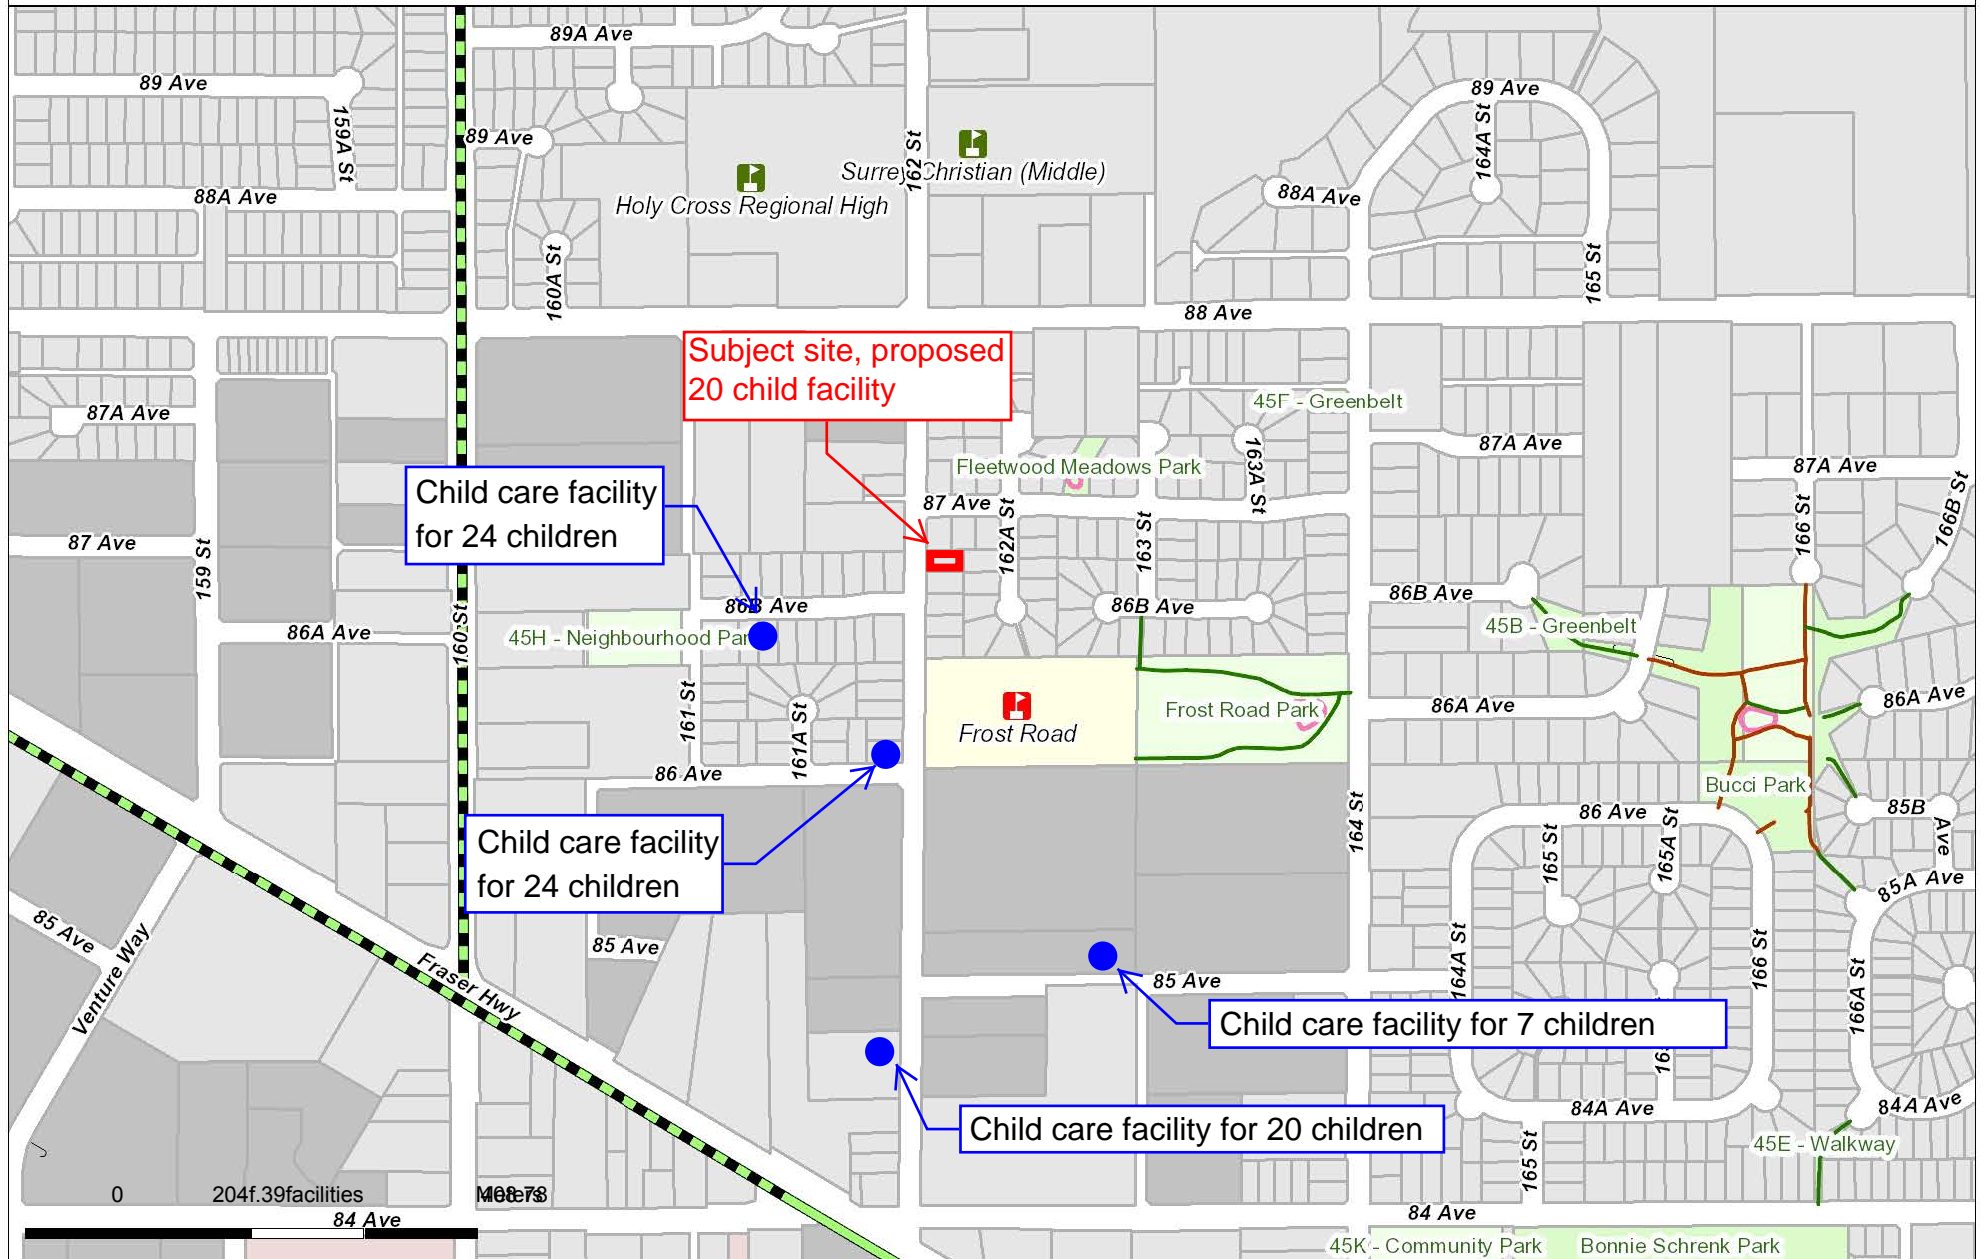 89A Ave
89 Ave
89 Ave
159A St
89 Ave
164A St
162 St
Surrey Christian (Middle)
Holy Cross Regional High
88A Ave
88A Ave
160A St
165 St
88 Ave
Subject site, proposed
20 child facility
87A Ave
45F - Greenbelt
87A Ave
163A St
Fleetwood Meadows Park
87A Ave
Child care facility
for 24 children
87 Ave
162A St
163 St
166 St
166B St
87 Ave
159 St
86B Ave
86B Ave
86B Ave
160 St
86A Ave
45H - Neighbourhood Par
45B - Greenbelt
161 St
161A St
Frost Road
Frost Road Park
86A Ave
86A Ave
86 Ave
Bucci Park
164 St
86 Ave
85B
Ave
Child care facility
for 24 children
165 St
165A St
85A Ave
85 Ave
Venture Way
85 Ave
Fraser Hwy
164A St
166 St
166A St
85 Ave
Child care facility for 7 children
Child care facility for 20 children
84A Ave
84A Ave
165 St
45E - Walkway
0
204f.39facilities
408.78
Meters
84 Ave
84 Ave
45K - Community Park
Bonnie Schrenk Park